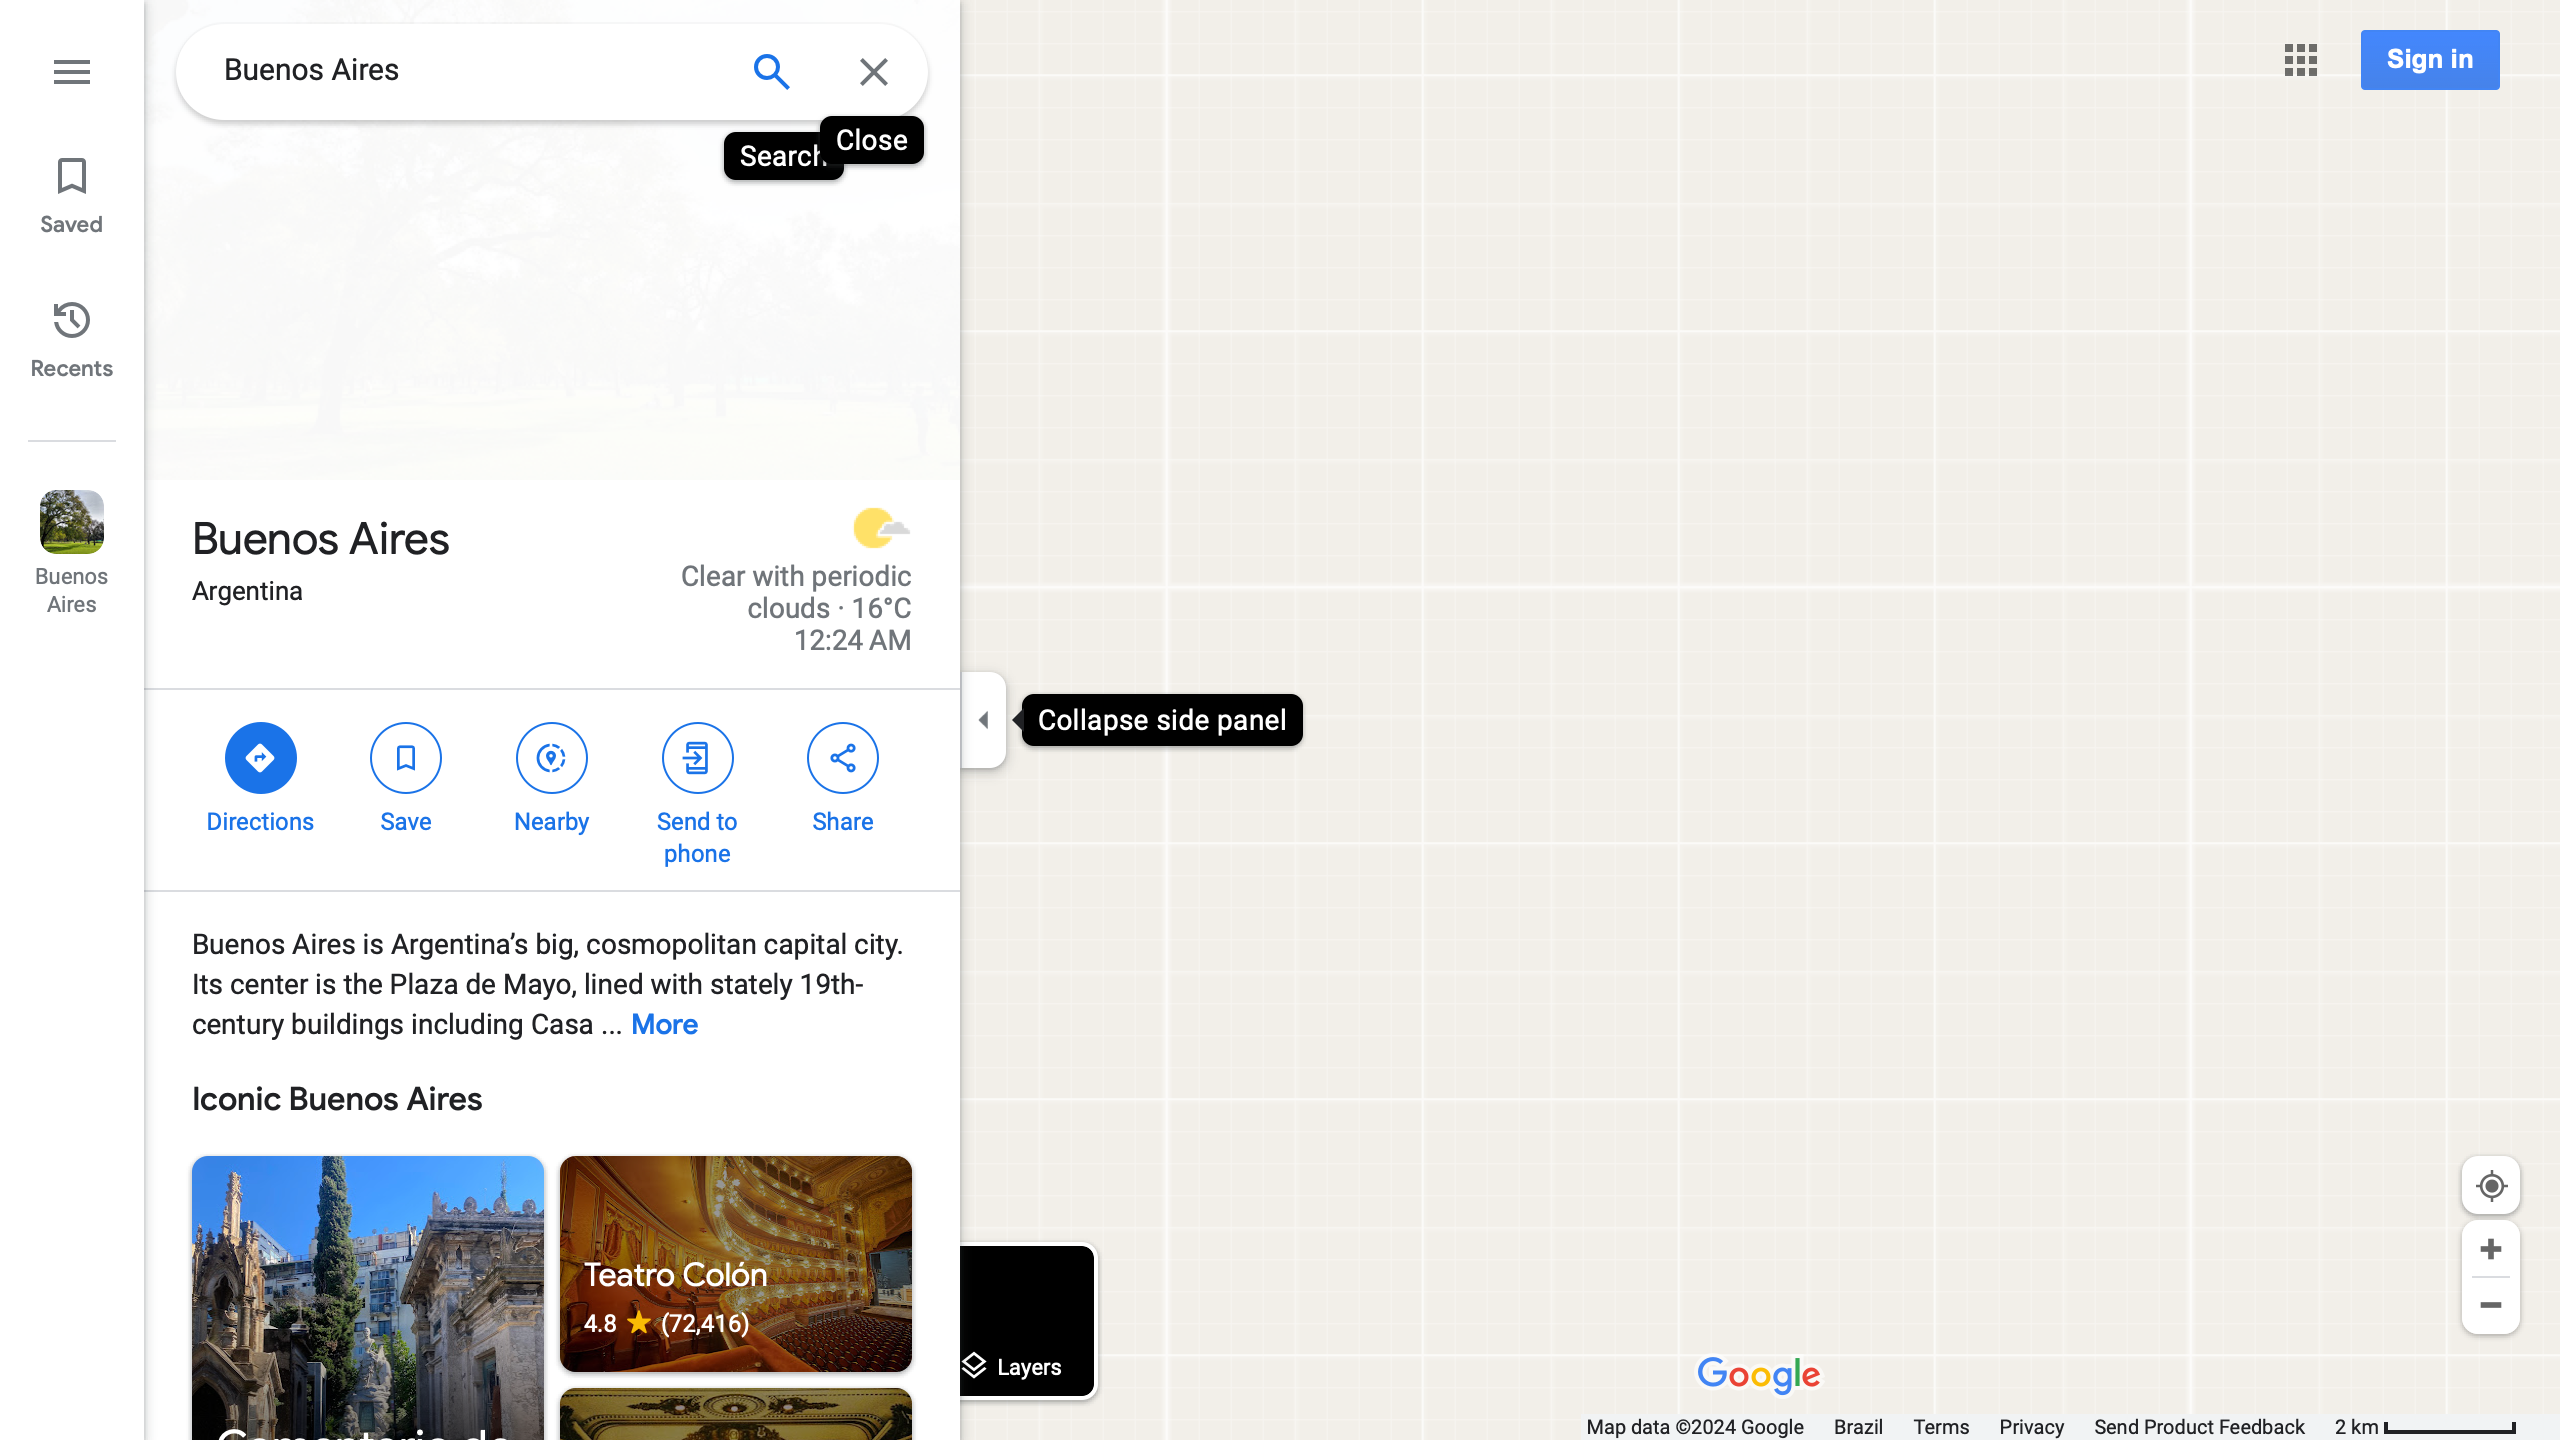 Buenos Aires
Search
Close
Sign in
Saved
Recents
Buenos
Aires
Buenos Aires
Argentina
Clear with periodic
clouds · 16°C
12:24 AM
Collapse side panel
Directions
Save
Nearby
Send to
phone
Share
Buenos Aires is Argentina’s big, cosmopolitan capital city.
Its center is the Plaza de Mayo, lined with stately 19th-
century buildings including Casa ... More
Iconic Buenos Aires
Teatro Colón
4.8 ★ (72,416)
Layers
Google
Map data ©2024 Google Brazil Terms Privacy Send Product Feedback 2 km